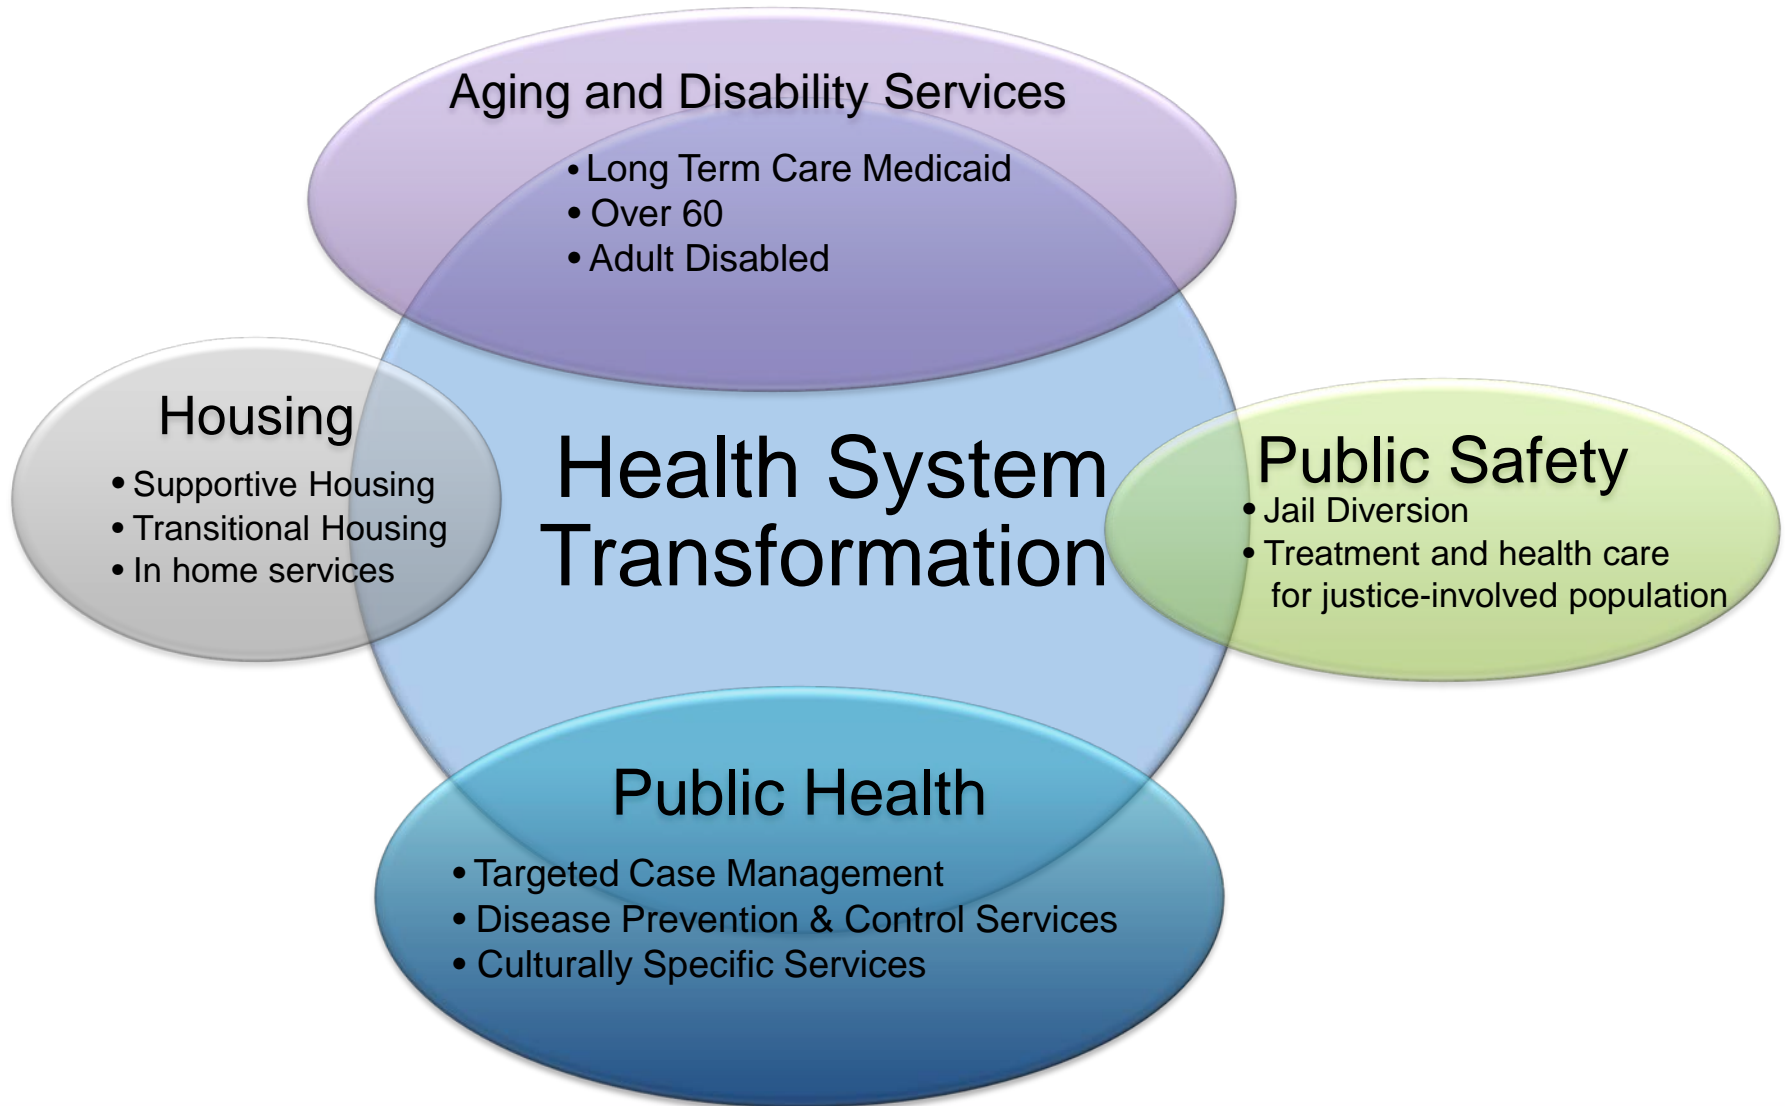 Aging and Disability Services
• Long Term Care Medicaid
• Over 60
• Adult Disabled
Housing
• Supportive Housing
• Transitional Housing
• In home services
Health System
Transformation
Public Safety
• Jail Diversion
• Treatment and health care
for justice-involved population
Public Health
• Targeted Case Management
• Disease Prevention & Control Services
• Culturally Specific Services